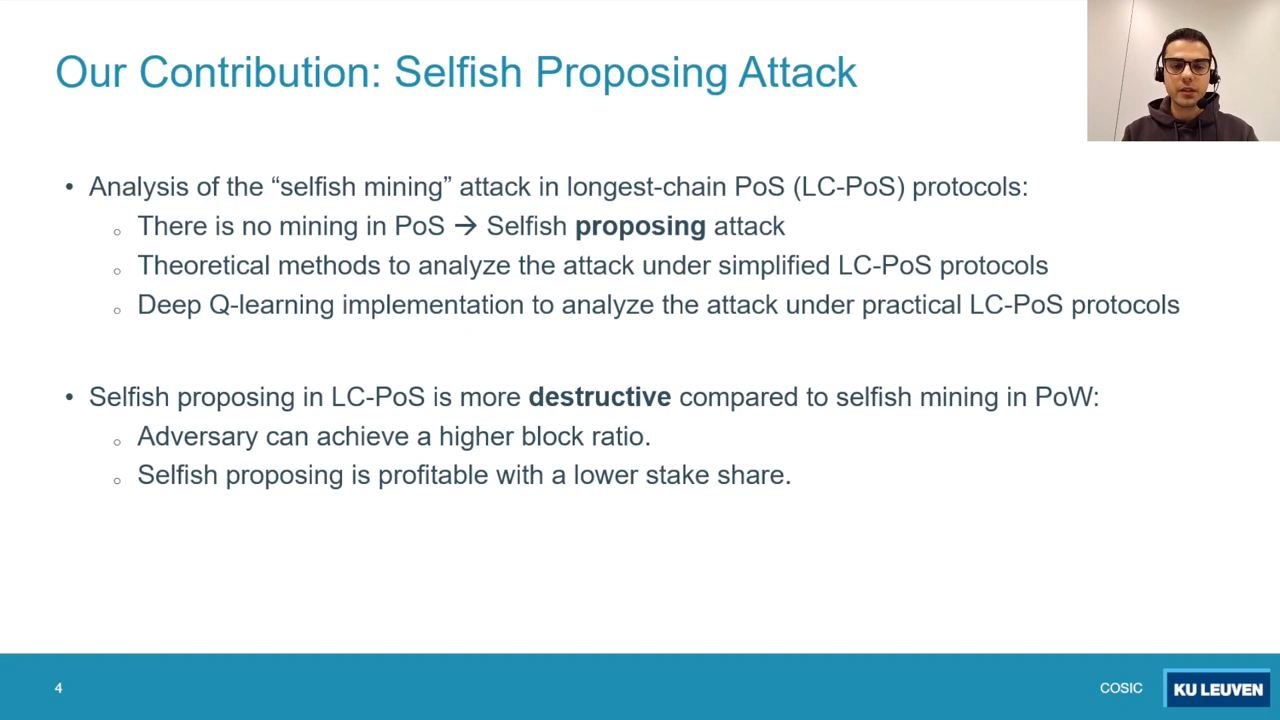 Our Contribution: Selfish Proposing Attack
• Analysis of the “selfish mining” attack in longest-chain PoS (LC-PoS) protocols:
○ There is no mining in PoS → Selfish proposing attack
○ Theoretical methods to analyze the attack under simplified LC-PoS protocols
○ Deep Q-learning implementation to analyze the attack under practical LC-PoS protocols
• Selfish proposing in LC-PoS is more destructive compared to selfish mining in PoW:
○ Adversary can achieve a higher block ratio.
○ Selfish proposing is profitable with a lower stake share.
4
COSIC
KU LEUVEN